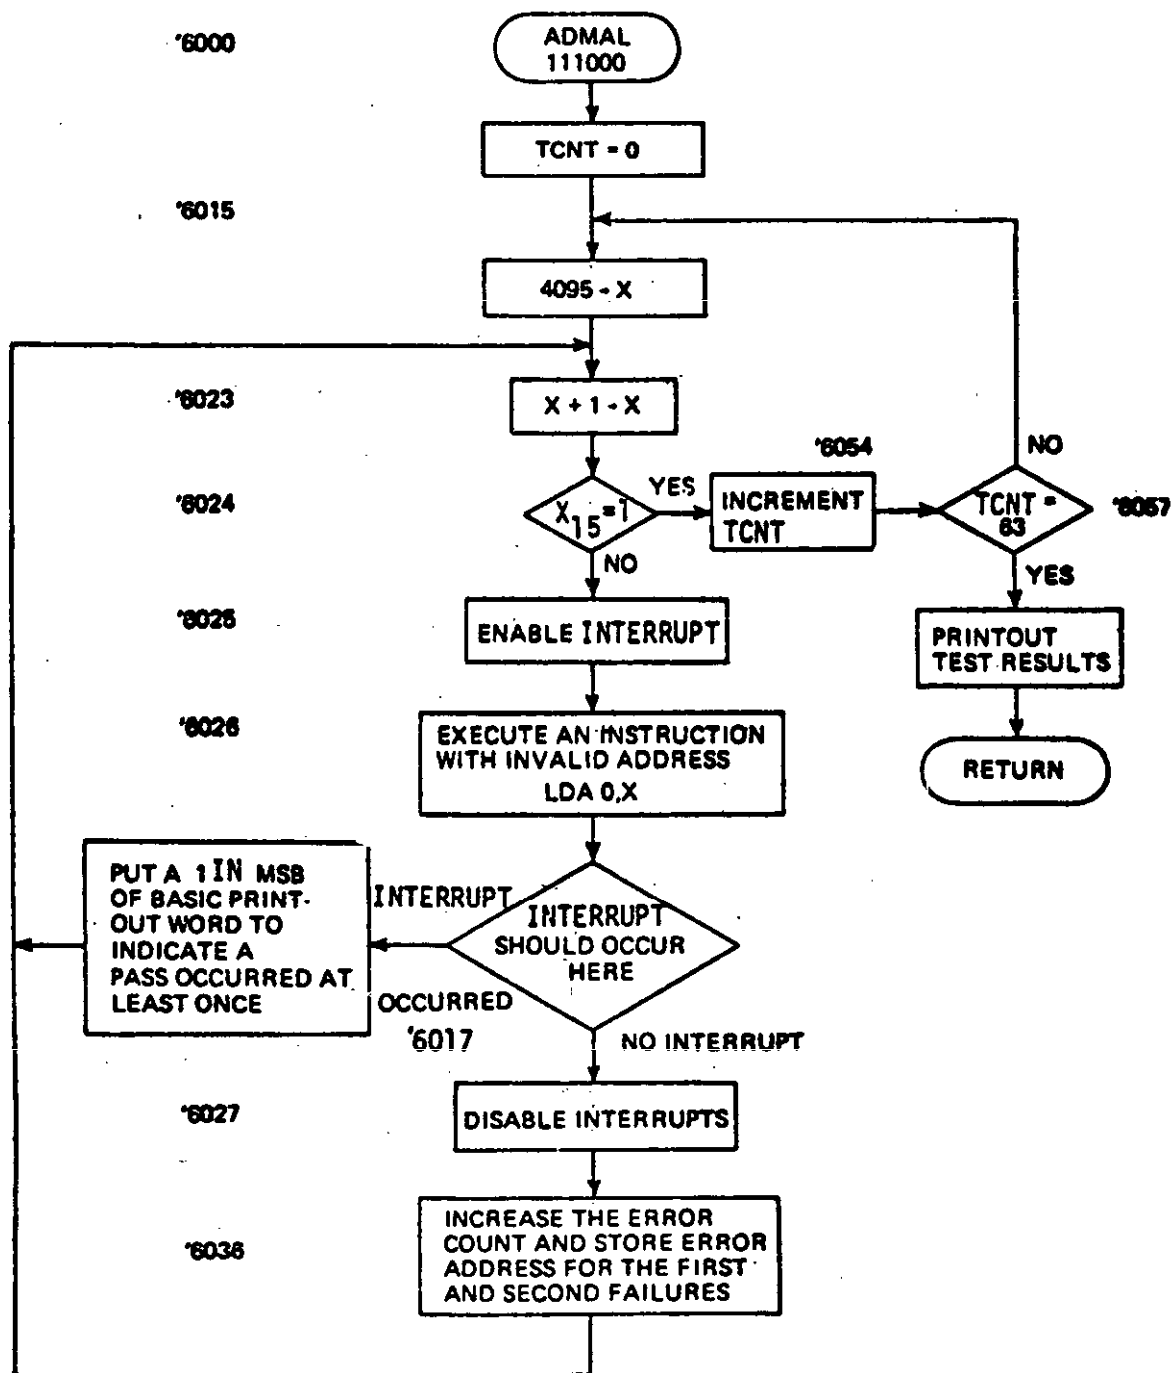 '6000
ADMAL
111000
TCNT = 0
'6015
4095 - X
'6023
X + 1 - X
'6024
X15=1
YES
'6054
INCREMENT
TCNT
NO
TCNT =
63
'6057
NO
YES
'6025
ENABLE INTERRUPT
PRINTOUT
TEST RESULTS
'6026
EXECUTE AN INSTRUCTION
WITH INVALID ADDRESS
LDA 0,X
RETURN
PUT A 1 IN MSB
OF BASIC PRINT-
OUT WORD TO
INDICATE A
PASS OCCURRED AT
LEAST ONCE
INTERRUPT
OCCURRED
'6017
INTERRUPT
SHOULD OCCUR
HERE
NO INTERRUPT
'6027
DISABLE INTERRUPTS
'6036
INCREASE THE ERROR
COUNT AND STORE ERROR
ADDRESS FOR THE FIRST
AND SECOND FAILURES